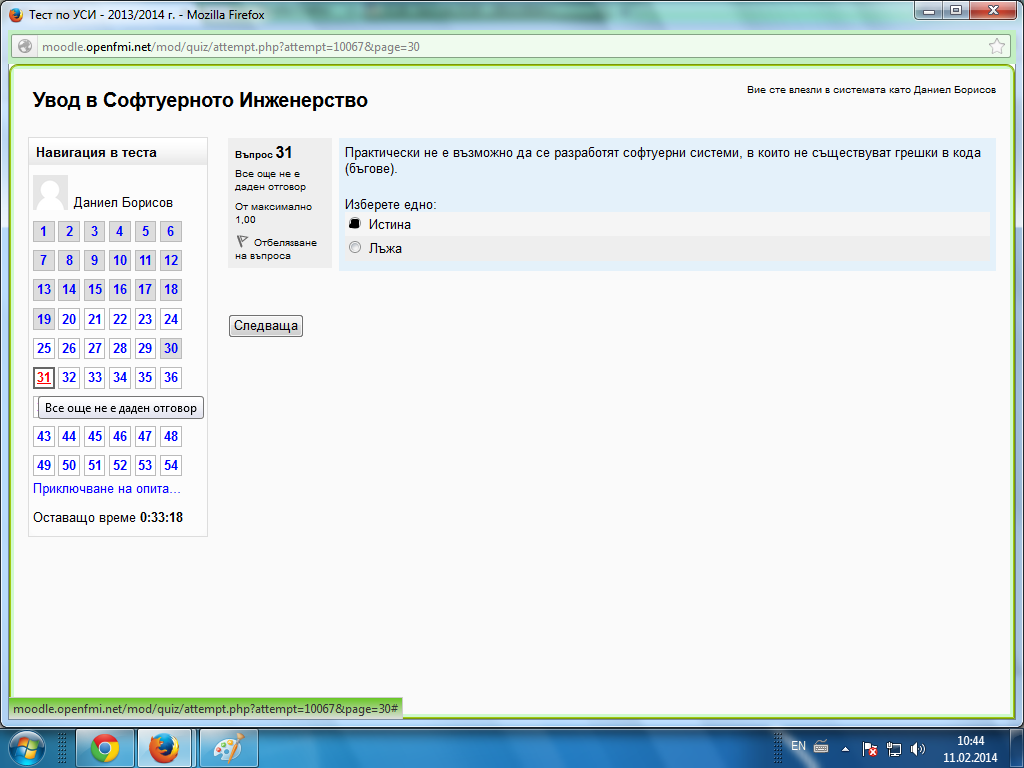 Тест по УСИ - 2013/2014 г. - Mozilla Firefox
moodle.openfmi.net/mod/quiz/attempt.php?attempt=10067&page=30
Увод в Софтуерното Инженерство
Вие сте влезли в системата като Даниел Борисов
Навигация в теста
Даниел Борисов
1 2 3 4 5 6
7 8 9 10 11 12
13 14 15 16 17 18
19 20 21 22 23 24
25 26 27 28 29 30
31 32 33 34 35 36
Все още не е даден отговор
43 44 45 46 47 48
49 50 51 52 53 54
Приключване на опита...
Оставащо време 0:33:18
Въпрос 31
Все още не е
даден отговор
От максимално
1,00
Отбелязване
на въпроса
Практически не е възможно да се разработят софтуерни системи, в които не съществуват грешки в кода
(бъгове).
Изберете едно:
Истина
Лъжа
Следваща
moodle.openfmi.net/mod/quiz/attempt.php?attempt=10067&page=30#
EN
10:44
11.02.2014